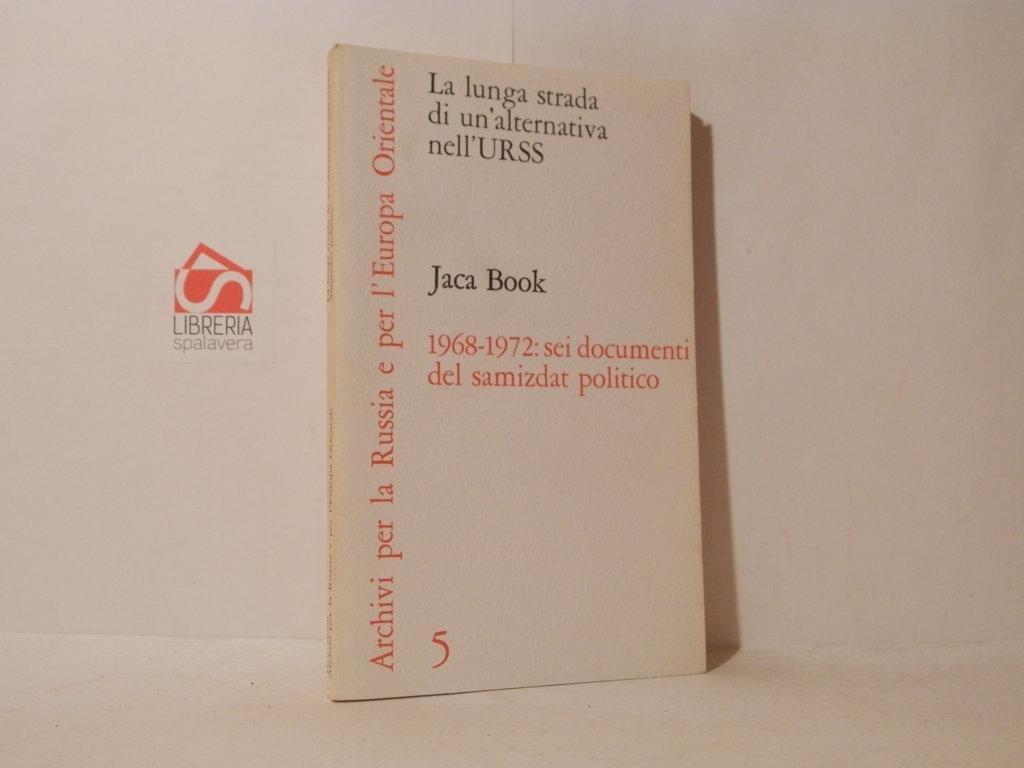 La lunga strada
di un'alternativa
nell'URSS
Jaca Book
1968-1972: sei documenti
del samizdat politico
Archivi per la Russia e per l'Europa Orientale
5
LIBRERIA
spalavera